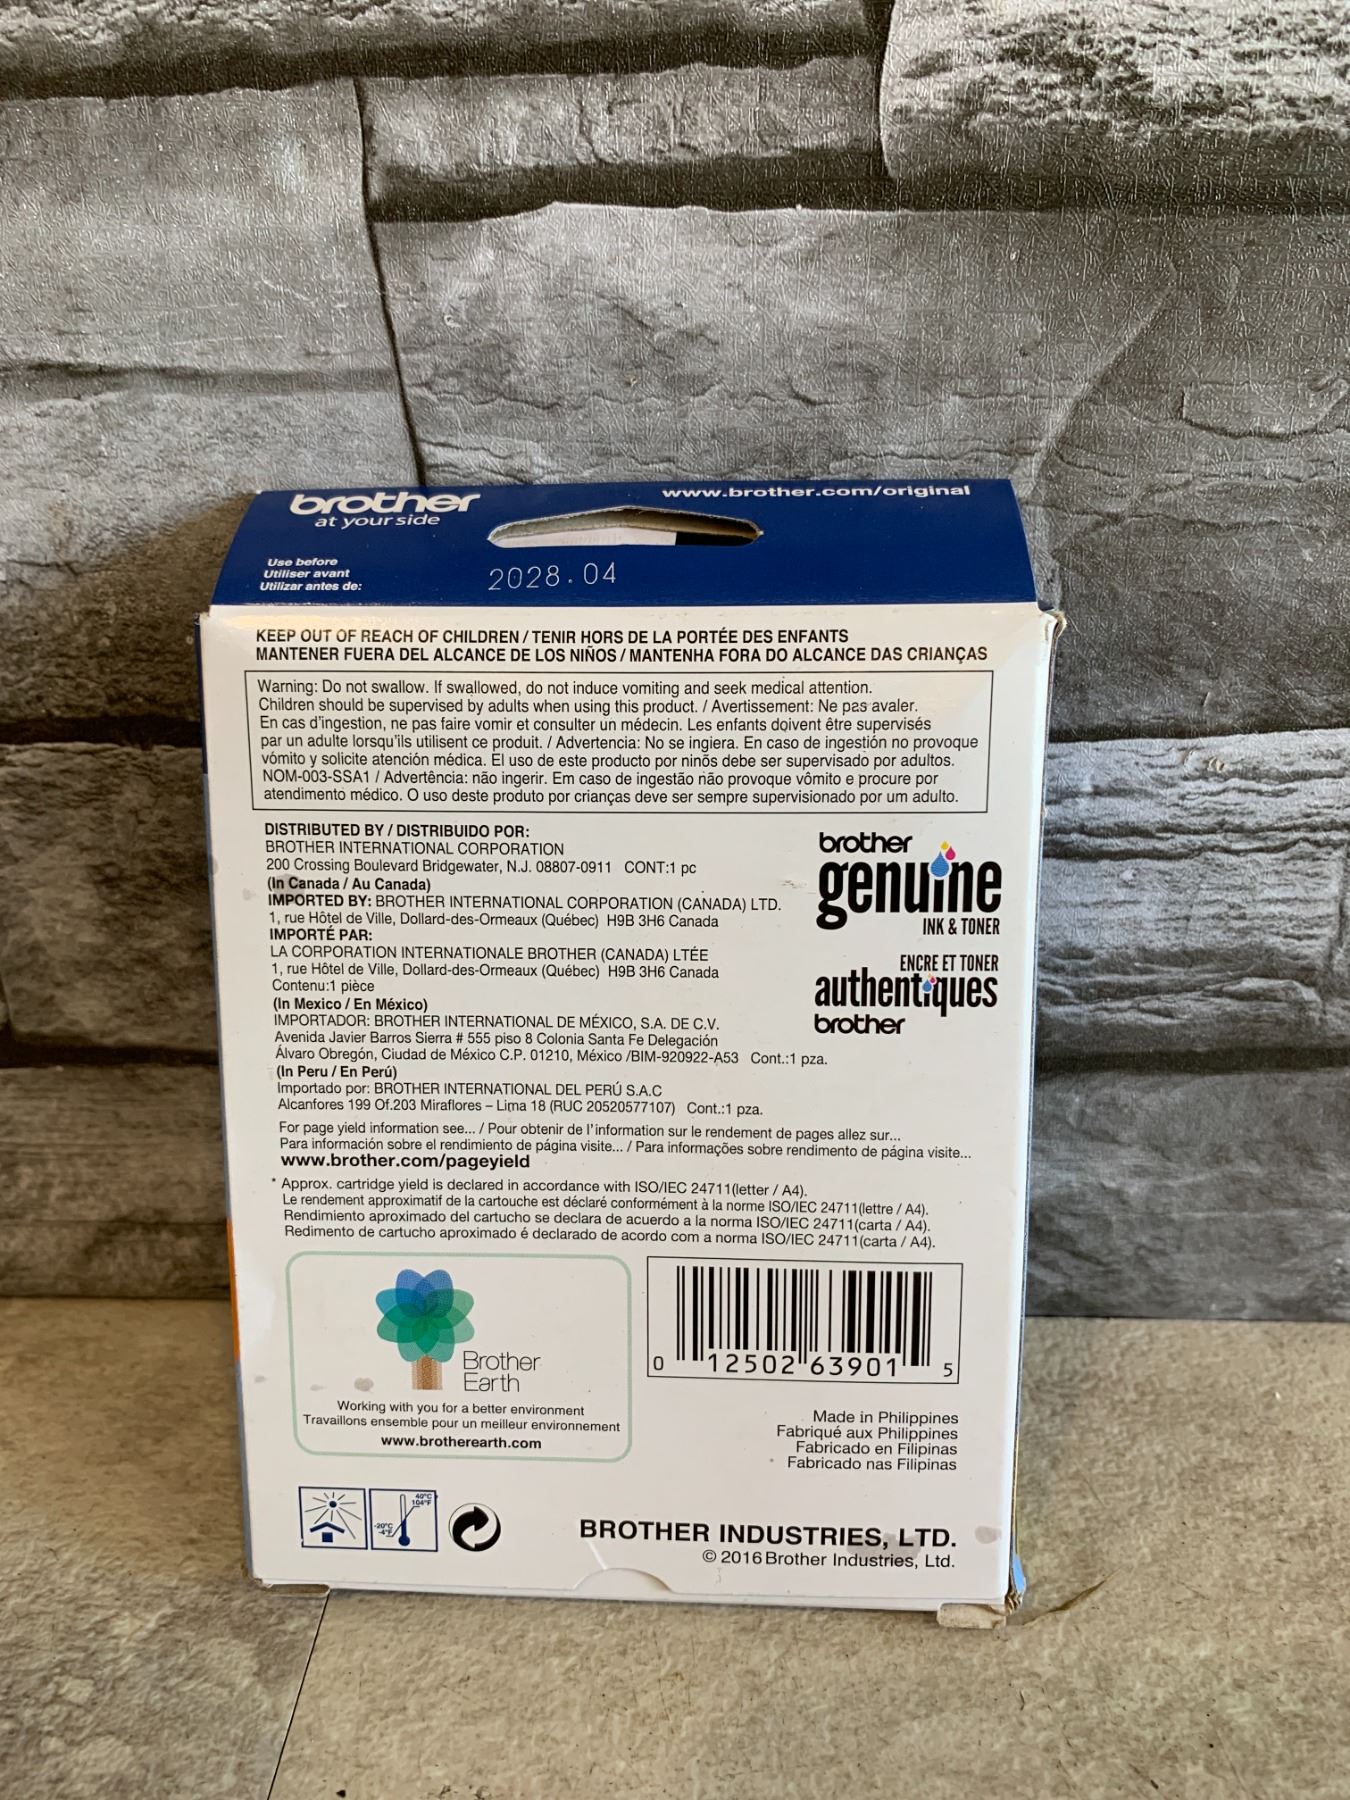 brother
at your side
www.brother.com/original
Use before
Utiliser avant
Utilizar antes de:
2028.04
KEEP OUT OF REACH OF CHILDREN / TENIR HORS DE LA PORTÉE DES ENFANTS
MANTENER FUERA DEL ALCANCE DE LOS NIÑOS / MANTENHA FORA DO ALCANCE DAS CRIANÇAS
Warning: Do not swallow. If swallowed, do not induce vomiting and seek medical attention.
Children should be supervised by adults when using this product. / Avertissement: Ne pas avaler.
En cas d'ingestion, ne pas faire vomir et consulter un médecin. Les enfants doivent être supervisés
par un adulte lorsqu'ils utilisent ce produit. / Advertencia: No se ingiera. En caso de ingestión no provoque
vómito y solicite atención médica. El uso de este producto por ninõs debe ser supervisado por adultos.
NOM-003-SSA1 / Advertência: não ingerir. Em caso de ingestão não provoque vômito e procure por
atendimento médico. O uso deste produto por crianças deve ser sempre supervisionado por um adulto.
DISTRIBUTED BY / DISTRIBUIDO POR:
BROTHER INTERNATIONAL CORPORATION
200 Crossing Boulevard Bridgewater, N.J. 08807-0911 CONT:1 pc
(In Canada / Au Canada)
IMPORTED BY: BROTHER INTERNATIONAL CORPORATION (CANADA) LTD.
1, rue Hôtel de Ville, Dollard-des-Ormeaux (Québec) H9B 3H6 Canada
IMPORTÉ PAR:
LA CORPORATION INTERNATIONALE BROTHER (CANADA) LTÉE
1, rue Hôtel de Ville, Dollard-des-Ormeaux (Québec) H9B 3H6 Canada
Contenu:1 pièce
(In Mexico / En México)
IMPORTADOR: BROTHER INTERNATIONAL DE MÉXICO, S.A. DE C.V.
Avenida Javier Barros Sierra # 555 piso 8 Colonia Santa Fe Delegación
Álvaro Obregón, Ciudad de México C.P. 01210, México /BIM-920922-A53 Cont.:1 pza.
(In Peru / En Perú)
Importado por: BROTHER INTERNATIONAL DEL PERÚ S.A.C
Alcanfores 199 Of.203 Miraflores – Lima 18 (RUC 20520577107) Cont.:1 pza.
brother
genuine
INK & TONER
ENCRE ET TONER
authentiques
brother
For page yield information see... / Pour obtenir de l'information sur le rendement de pages allez sur...
Para información sobre el rendimiento de página visite... / Para informações sobre rendimento de página visite...
www.brother.com/pageyield
* Approx. cartridge yield is declared in accordance with ISO/IEC 24711(letter / A4).
Le rendement approximatif de la cartouche est déclaré conformément à la norme ISO/IEC 24711(lettre / A4).
Rendimiento aproximado del cartucho se declara de acuerdo a la norma ISO/IEC 24711(carta / A4).
Redimento de cartucho aproximado é declarado de acordo com a norma ISO/IEC 24711(carta / A4).
Brother
Earth
Working with you for a better environment
Travaillons ensemble pour un meilleur environnement
www.brotherearth.com
0 12502 63901 5
Made in Philippines
Fabriqué aux Philippines
Fabricado en Filipinas
Fabricado nas Filipinas
40°C
104°F
-20°C
-4°F
BROTHER INDUSTRIES, LTD.
© 2016 Brother Industries, Ltd.